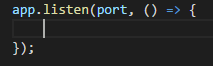 app.listen(port, () => {
});